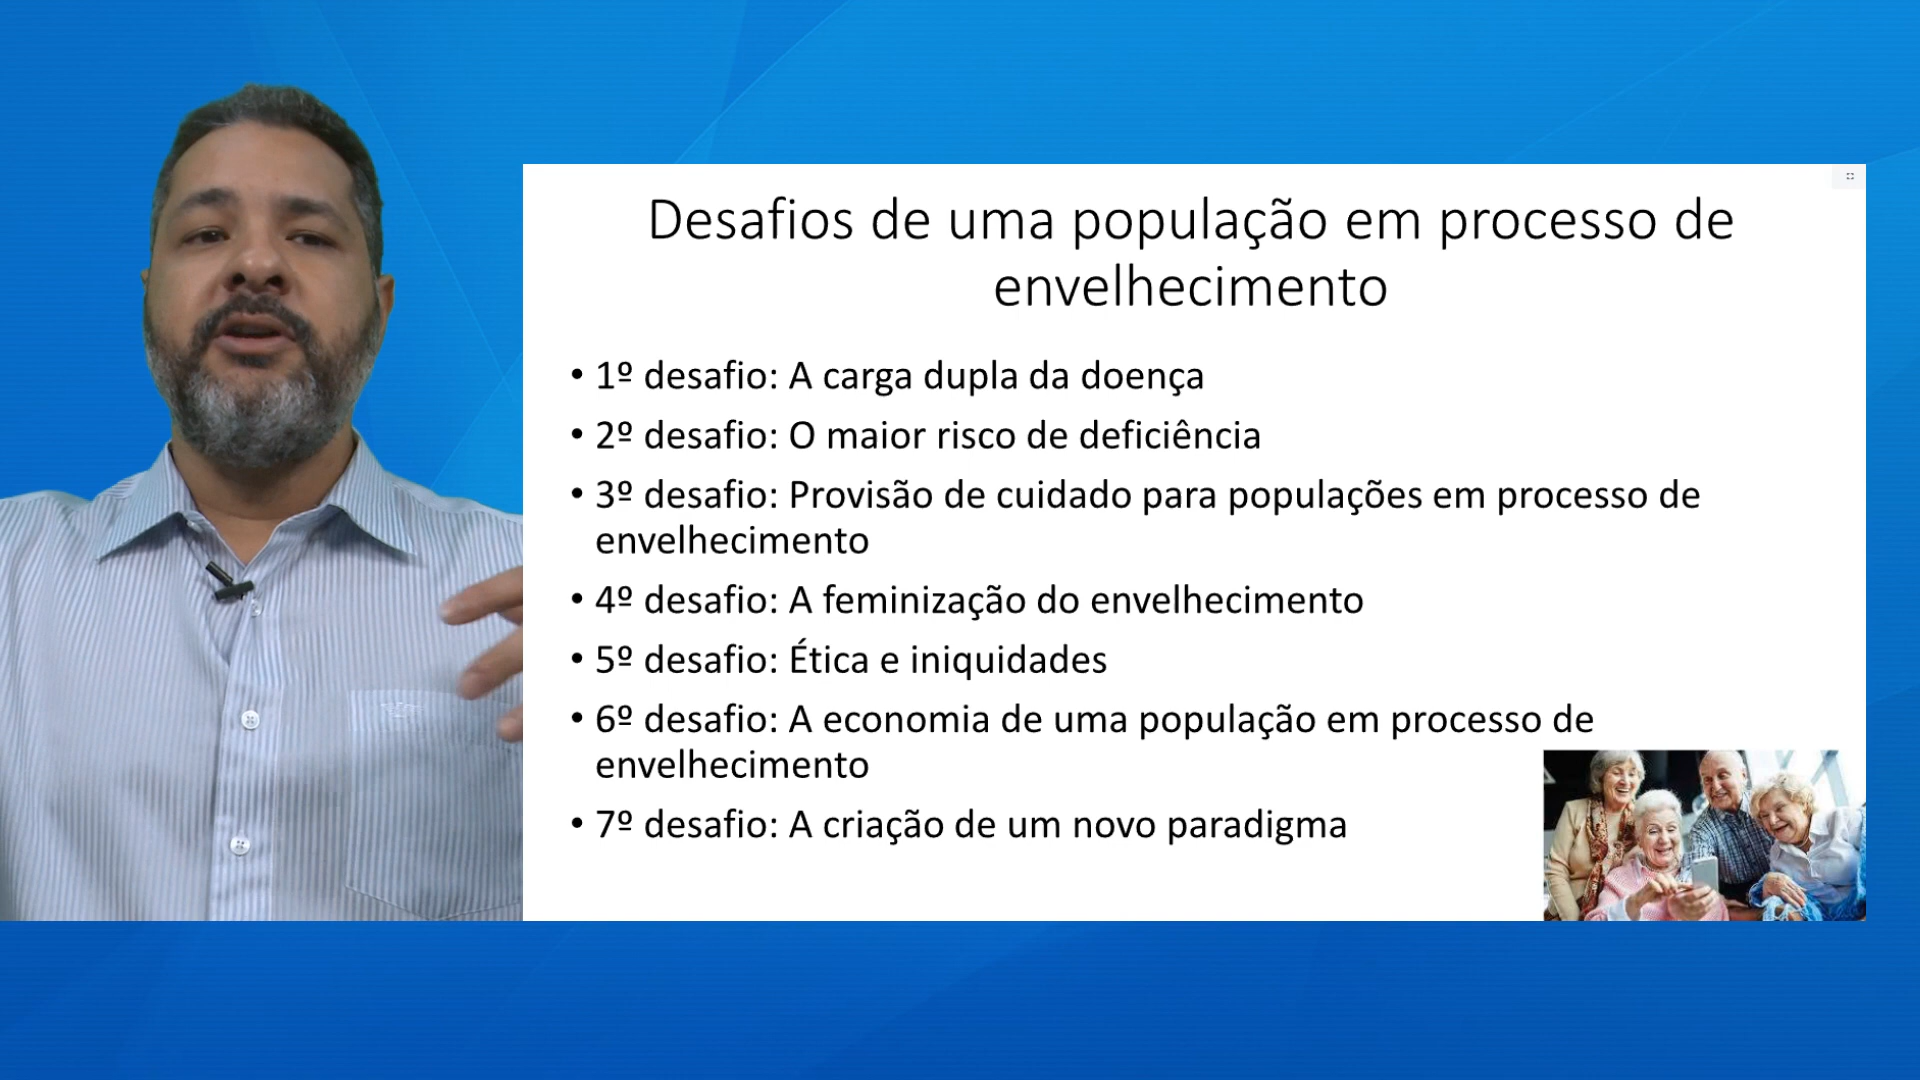 Desafios de uma população em processo de
envelhecimento
• 1º desafio: A carga dupla da doença
• 2º desafio: O maior risco de deficiência
• 3º desafio: Provisão de cuidado para populações em processo de
envelhecimento
• 4º desafio: A feminização do envelhecimento
• 5º desafio: Ética e iniquidades
• 6º desafio: A economia de uma população em processo de
envelhecimento
• 7º desafio: A criação de um novo paradigma